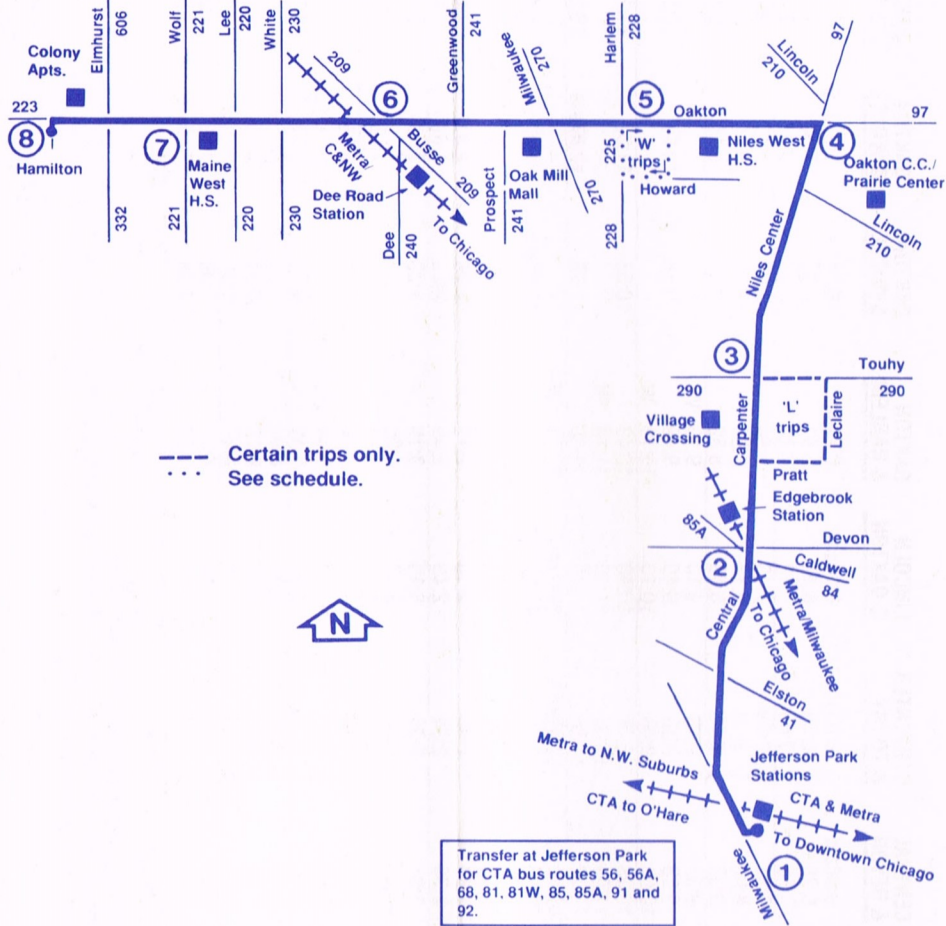 Elmhurst
606
Wolf
221
Lee
220
White
230
209
Greenwood
241
Milwaukee
270
Harlem
228
Lincoln
210
97
Colony
Apts.
223
8
Hamilton
7
Maine
West
H.S.
6
Metra/
C&NW
Busse
209
Dee Road
Station
To Chicago
Oak Mill
Mall
270
5
Oakton
225
'W'
trips
Howard
Niles West
H.S.
97
4
Oakton C.C./
Prairie Center
Lincoln
210
332
221
220
230
Dee
240
Prospect
241
228
Niles Center
3
Touhy
290
290
Village
Crossing
Carpenter
'L'
trips
Leclaire
Pratt
Edgebrook
Station
85A
Devon
2
Caldwell
84
Central
To Chicago
Metra/Milwaukee
Elston
41
Certain trips only.
See schedule.
N
Jefferson Park
Stations
Metra to N.W. Suburbs
CTA to O'Hare
CTA & Metra
To Downtown Chicago
1
Milwaukee
Transfer at Jefferson Park
for CTA bus routes 56, 56A,
68, 81, 81W, 85, 85A, 91 and
92.